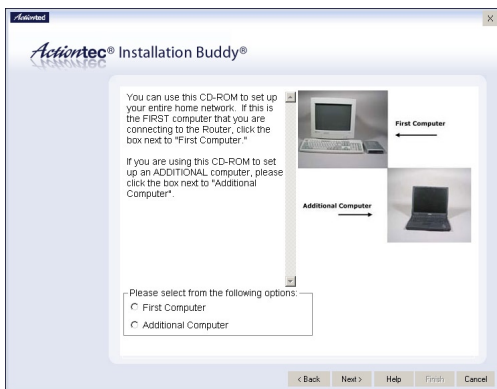 Actiontec
X
Actiontec® Installation Buddy®
You can use this CD-ROM to set up
your entire home network. If this is
the FIRST computer that you are
connecting to the Router, click the
box next to "First Computer."
If you are using this CD-ROM to set
up an ADDITIONAL computer, please
click the box next to "Additional
Computer".
First Computer
Additional Computer
Please select from the following options:
First Computer
Additional Computer
< Back Next > Help Finish Cancel